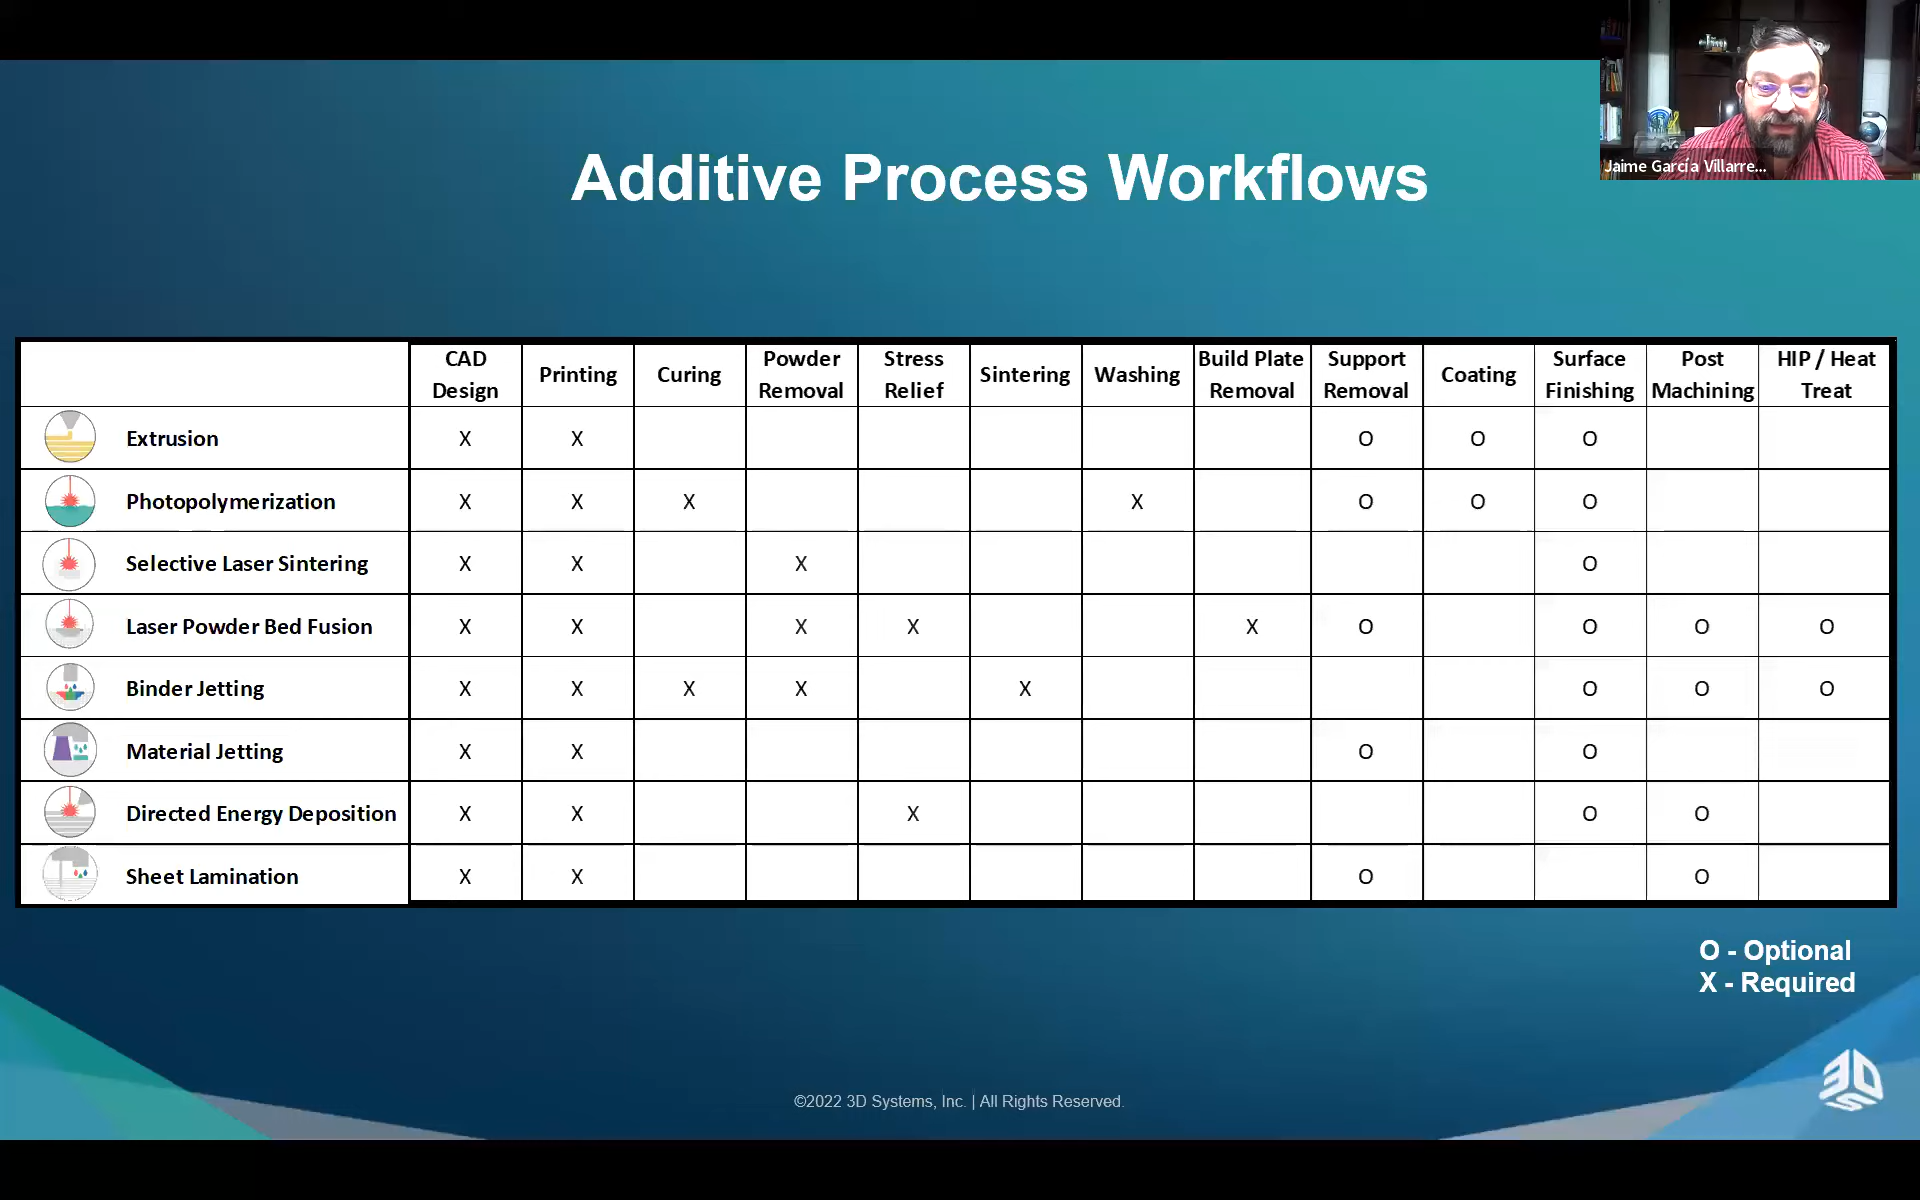 Jaime García Villarre...
Additive Process Workflows
CAD Design Printing Curing Powder Removal Stress Relief Sintering Washing Build Plate Removal Support Removal Coating Surface Finishing Post Machining HIP / Heat Treat
Extrusion X X O O O
Photopolymerization X X X X O O O
Selective Laser Sintering X X X O
Laser Powder Bed Fusion X X X X X O O O O
Binder Jetting X X X X X O O O
Material Jetting X X O O
Directed Energy Deposition X X X O O
Sheet Lamination X X O O
O - Optional
X - Required
©2022 3D Systems, Inc. | All Rights Reserved.
3DS